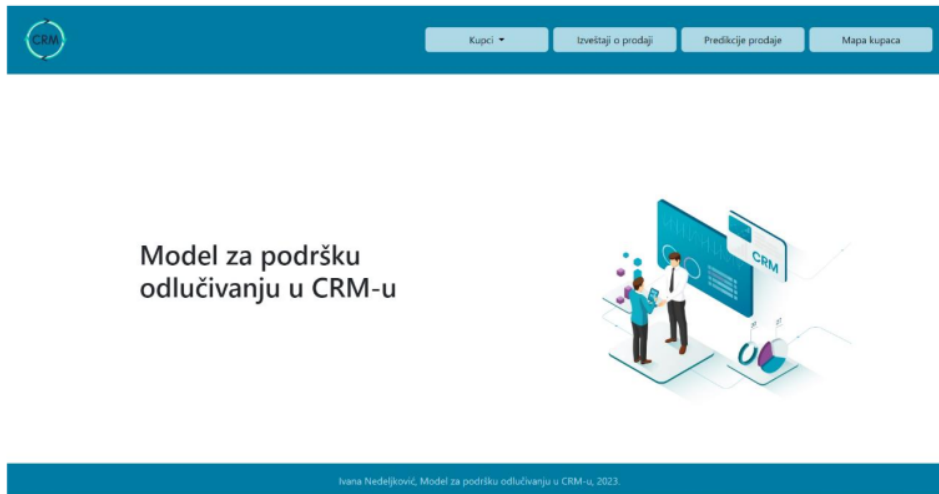 CRM
Kupci
Izveštaji o prodaji
Predikcije prodaje
Mapa kupaca
Model za podršku
odlučivanju u CRM-u
CRM
Ivana Nedeljković, Model za podršku odlučivanju u CRM-u, 2023.